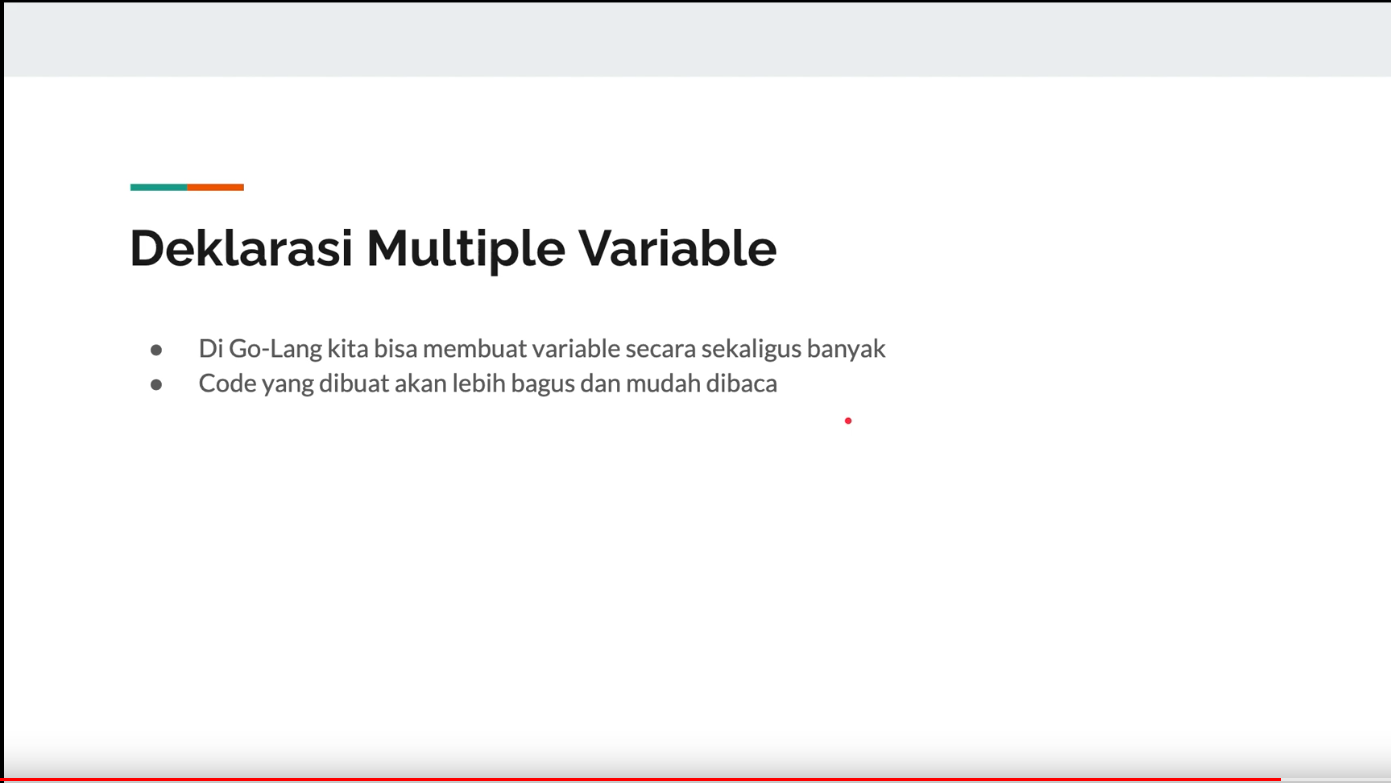 Deklarasi Multiple Variable
● Di Go-Lang kita bisa membuat variable secara sekaligus banyak
● Code yang dibuat akan lebih bagus dan mudah dibaca